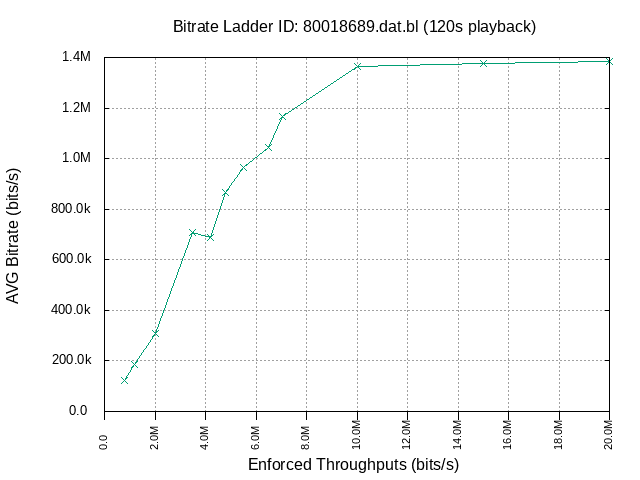 Bitrate Ladder ID: 80018689.dat.bl (120s playback)
AVG Bitrate (bits/s)
1.4M
1.2M
1.0M
800.0k
600.0k
400.0k
200.0k
0.0
0.0 2.0M 4.0M 6.0M 8.0M 10.0M 12.0M 14.0M 16.0M 18.0M 20.0M
Enforced Throughputs (bits/s)